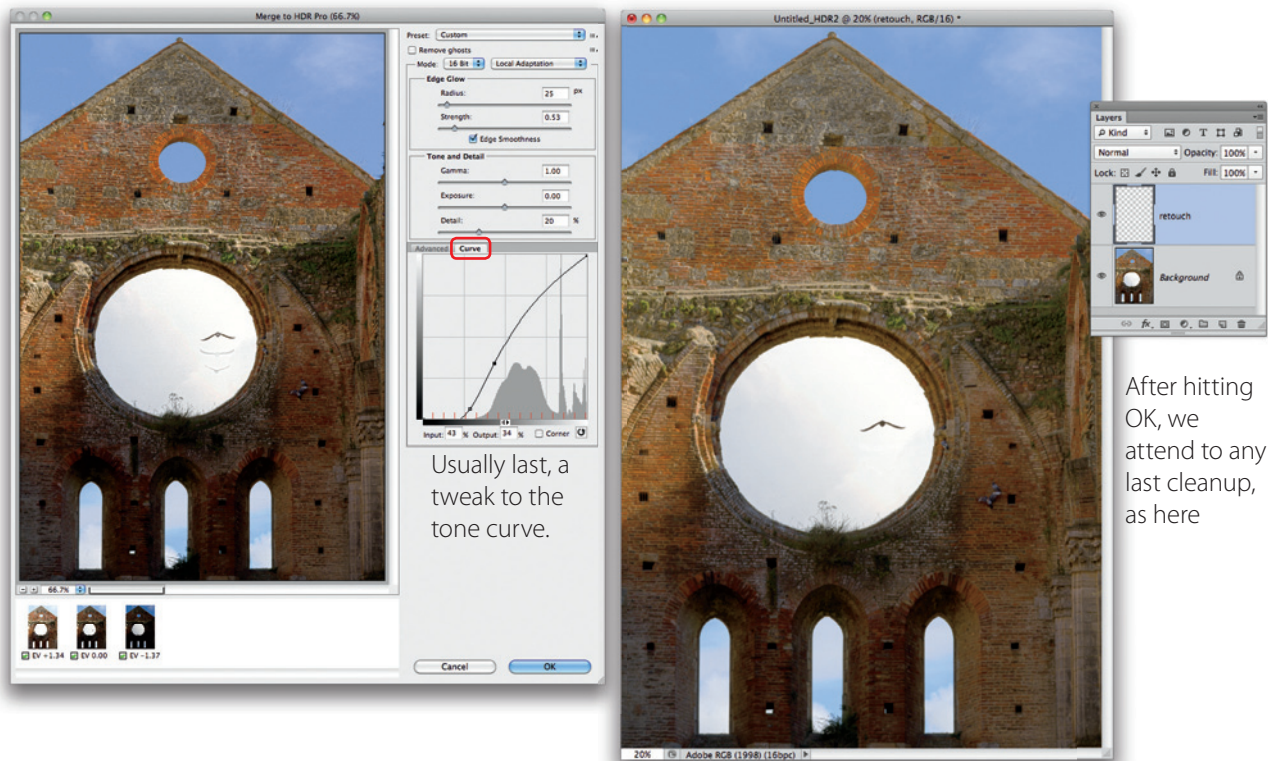 Merge to HDR Pro (66.7%)
Preset: Custom
Remove ghosts
Mode: 16 Bit Local Adaptation
Edge Glow
Radius: 25 px
Strength: 0.53
Edge Smoothness
Tone and Detail
Gamma: 1.00
Exposure: 0.00
Detail: 20 %
Advanced Curve
Input: 43 % Output: 34 % Corner
Usually last, a
tweak to the
tone curve.
66.7%
EV +1.34 EV 0.00 EV -1.37
Cancel OK
Untitled_HDR2 @ 20% (retouch, RGB/16) *
20% Adobe RGB (1998) (16bpc)
Layers
Kind
Normal Opacity: 100%
Lock: Fill: 100%
retouch
Background
fx
After hitting
OK, we
attend to any
last cleanup,
as here